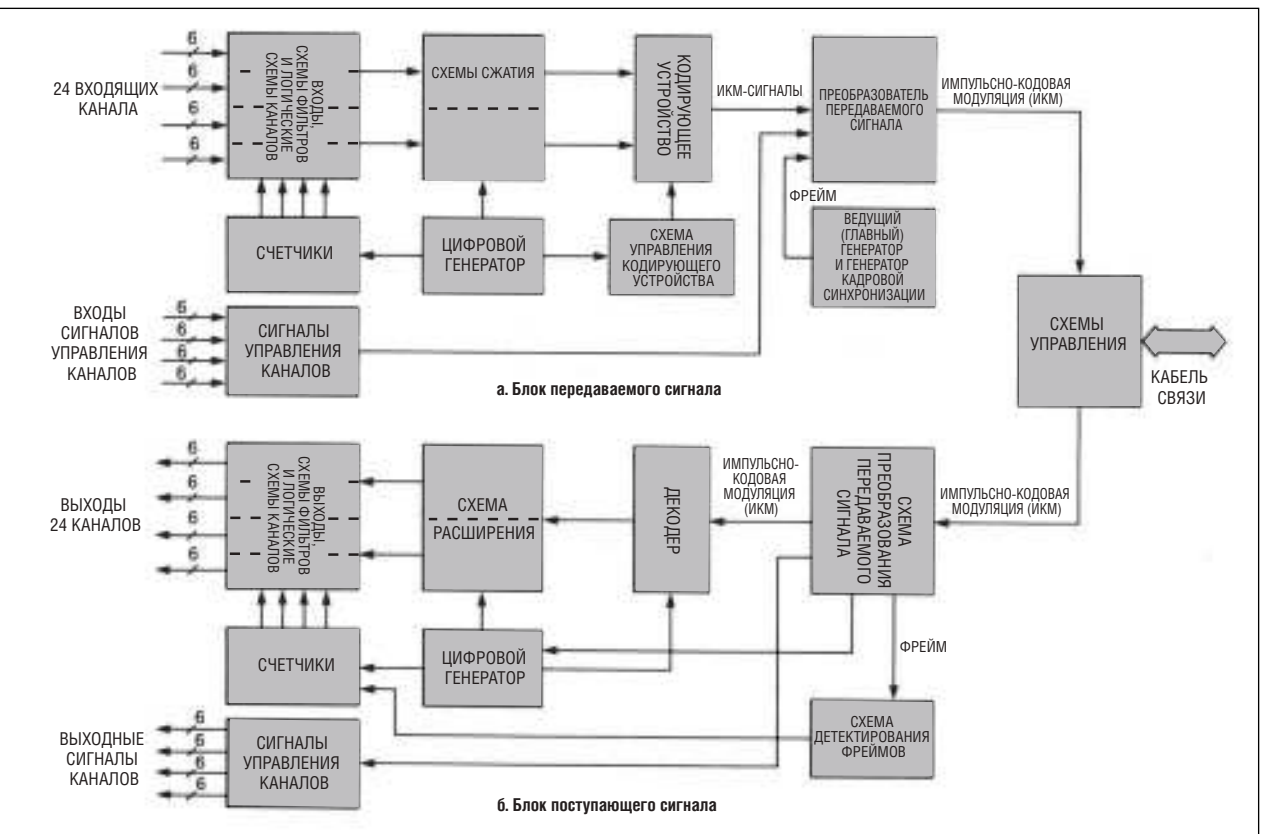 6
6
6
6
24 ВХОДЯЩИХ
КАНАЛА
ВХОДЫ,
СХЕМЫ ФИЛЬТРОВ
И ЛОГИЧЕСКИЕ
СХЕМЫ КАНАЛОВ
СХЕМЫ СЖАТИЯ
КОДИРУЮЩЕЕ
УСТРОЙСТВО
ИКМ-СИГНАЛЫ
ПРЕОБРАЗОВАТЕЛЬ
ПЕРЕДАВАЕМОГО
СИГНАЛА
ИМПУЛЬСНО-КОДОВАЯ
МОДУЛЯЦИЯ (ИКМ)
ФРЕЙМ
СЧЕТЧИКИ
ЦИФРОВОЙ
ГЕНЕРАТОР
СХЕМА
УПРАВЛЕНИЯ
КОДИРУЮЩЕГО
УСТРОЙСТВА
ВЕДУЩИЙ
(ГЛАВНЫЙ)
ГЕНЕРАТОР
И ГЕНЕРАТОР
КАДРОВОЙ
СИНХРОНИЗАЦИИ
ВХОДЫ
СИГНАЛОВ
УПРАВЛЕНИЯ
КАНАЛОВ
6
6
6
6
СИГНАЛЫ
УПРАВЛЕНИЯ
КАНАЛОВ
СХЕМЫ
УПРАВЛЕНИЯ
КАБЕЛЬ
СВЯЗИ
а. Блок передаваемого сигнала
6
6
6
6
ВЫХОДЫ
24 КАНАЛОВ
ВЫХОДЫ,
СХЕМЫ ФИЛЬТРОВ
И ЛОГИЧЕСКИЕ
СХЕМЫ КАНАЛОВ
СХЕМА
РАСШИРЕНИЯ
ДЕКОДЕР
ИМПУЛЬСНО-
КОДОВАЯ
МОДУЛЯЦИЯ
(ИКМ)
СХЕМА
ПРЕОБРАЗОВАНИЯ
ПЕРЕДАВАЕМОГО
СИГНАЛА
ИМПУЛЬСНО-КОДОВАЯ
МОДУЛЯЦИЯ (ИКМ)
СЧЕТЧИКИ
ЦИФРОВОЙ
ГЕНЕРАТОР
ФРЕЙМ
СХЕМА
ДЕТЕКТИРОВАНИЯ
ФРЕЙМОВ
ВЫХОДНЫЕ
СИГНАЛЫ
КАНАЛОВ
6
6
6
6
СИГНАЛЫ
УПРАВЛЕНИЯ
КАНАЛОВ
б. Блок поступающего сигнала